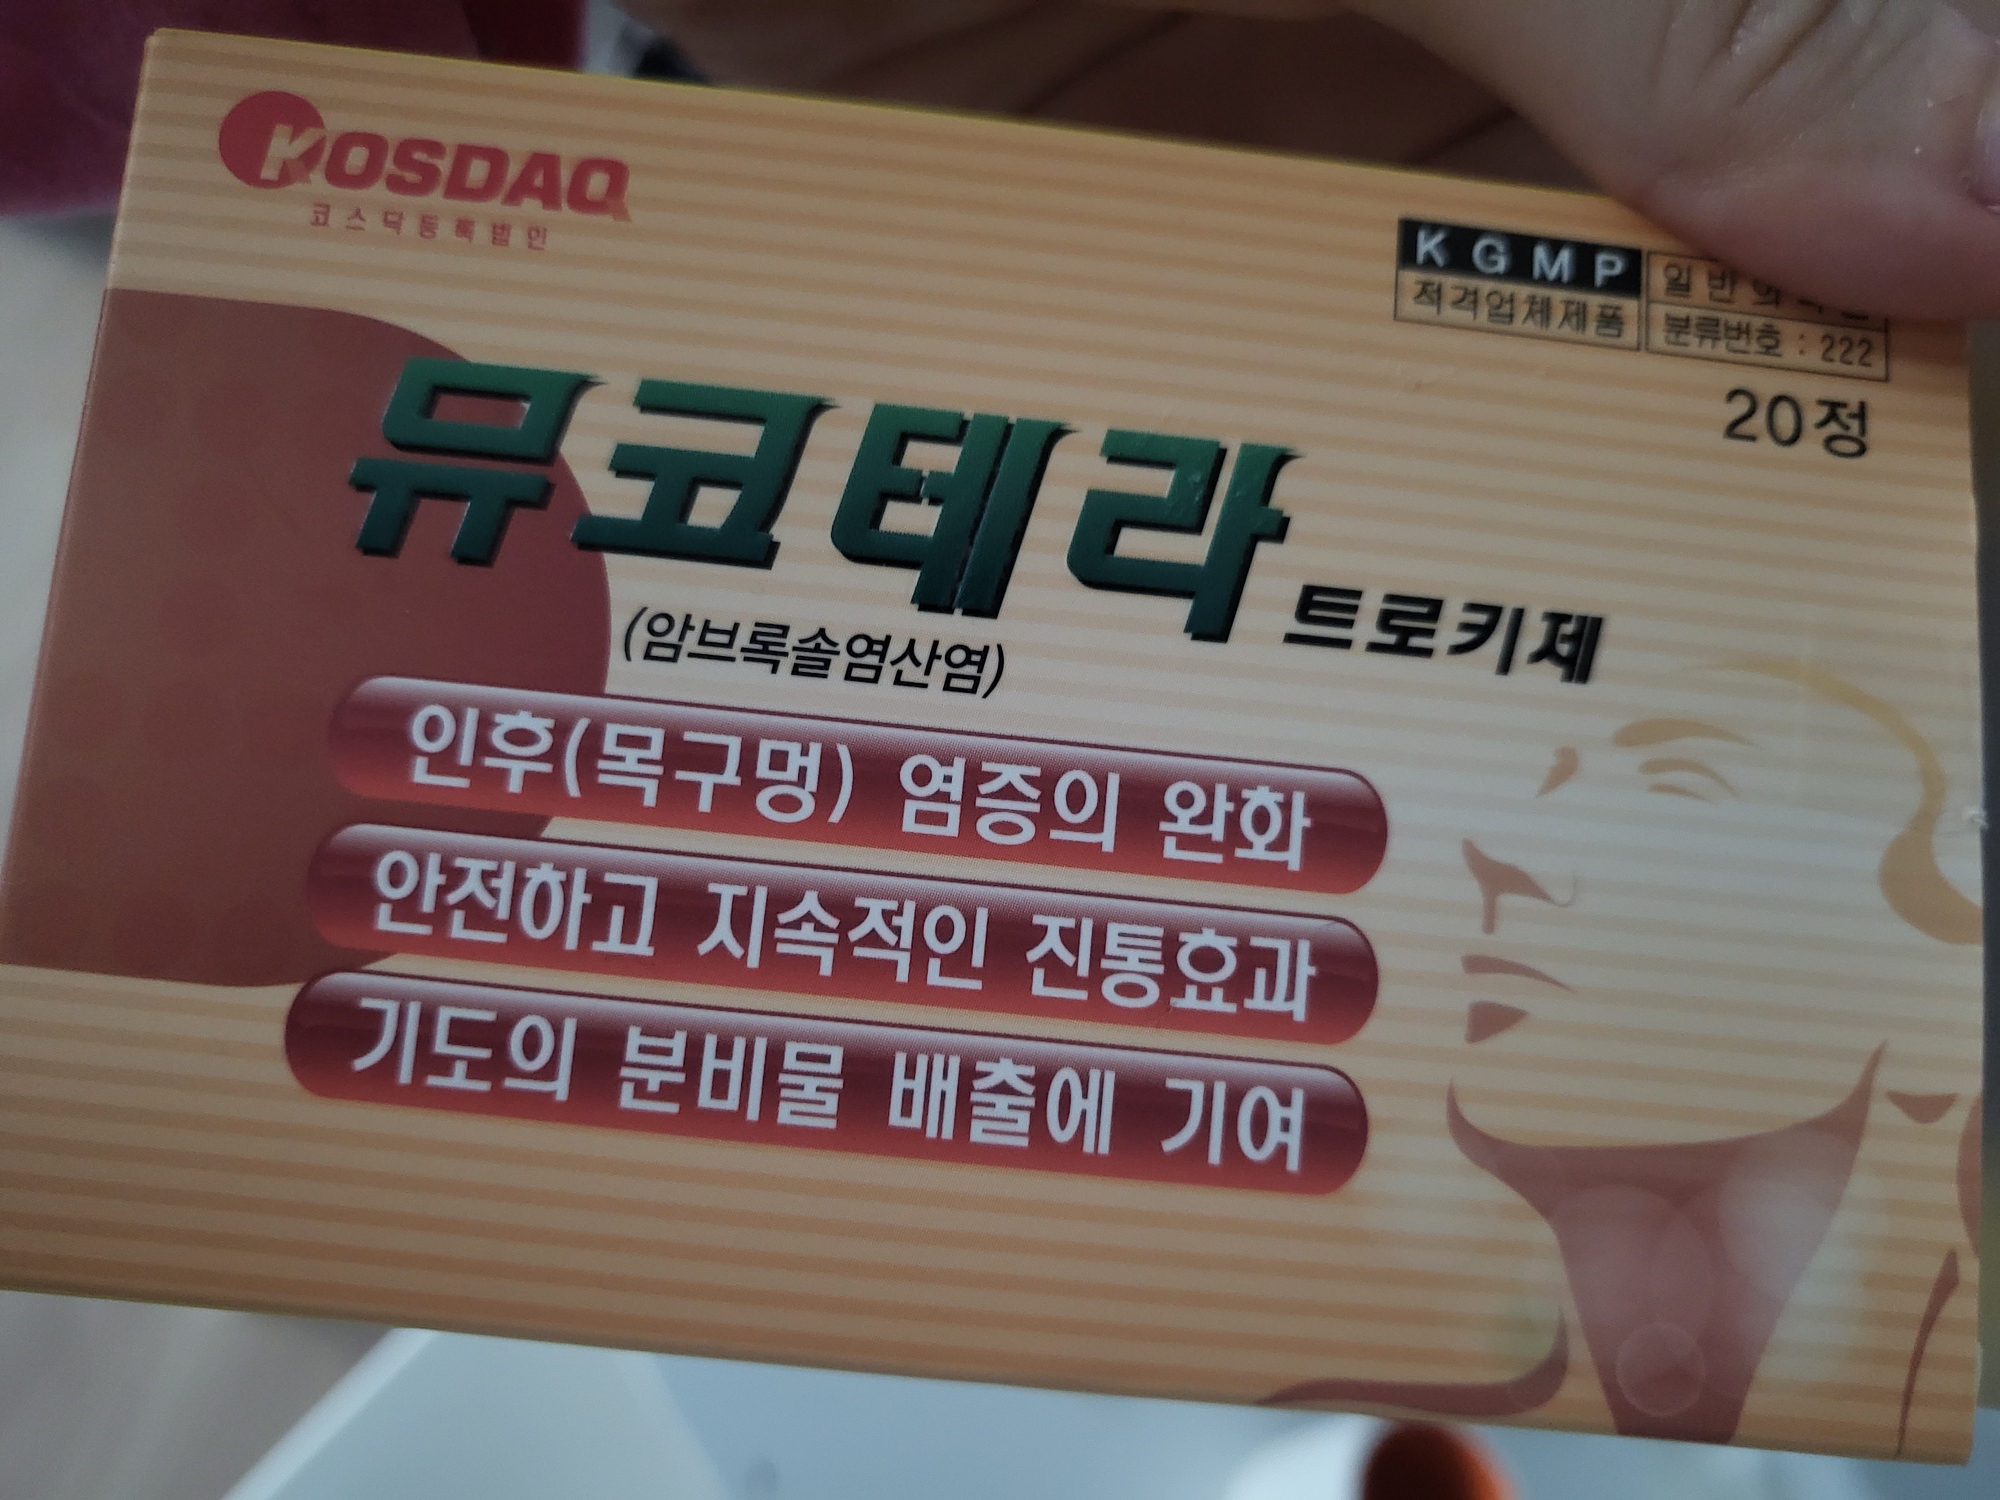 KOSDAQ
코스닥등록법인
KGMP
적격업체제품
일반
분류번호 : 222
20정
뮤코테라 트로키제
(암브록솔염산염)
인후(목구멍) 염증의 완화
안전하고 지속적인 진통효과
기도의 분비물 배출에 기여